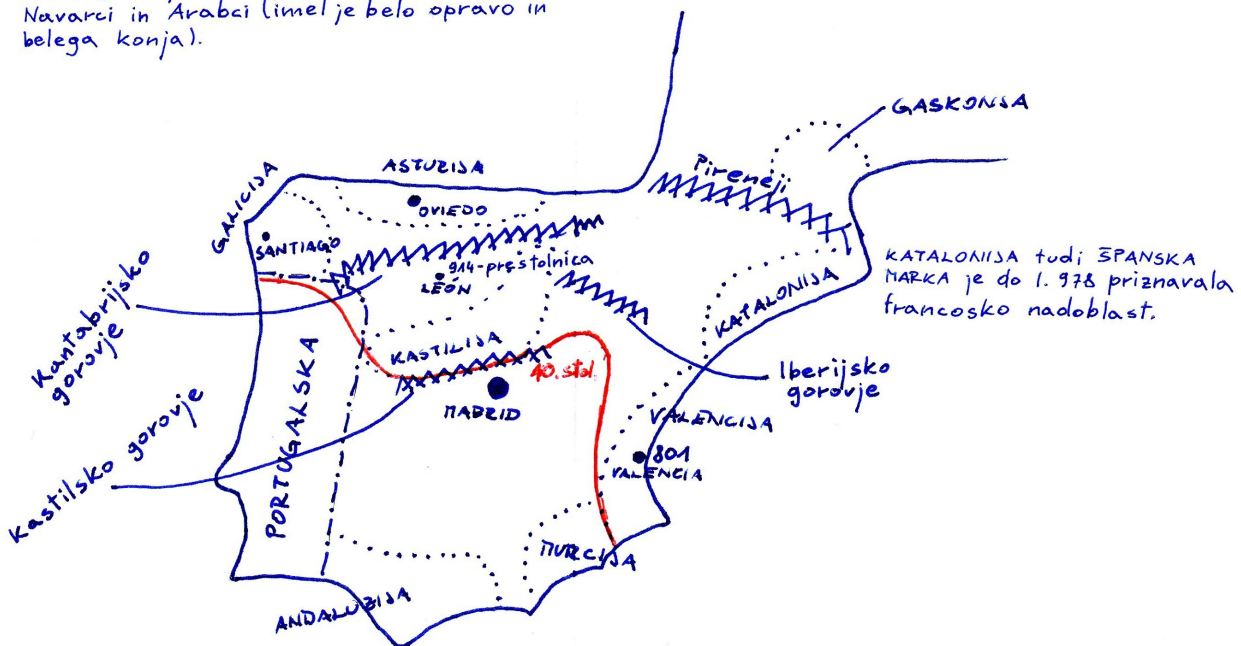 Navarci in Arabci (imel je belo opravo in
belega konja).
GASKONJA
Pireneji
ASTURIJA
GALICIJA
OVIEDO
SANTIAGO
914-prestolnica
LEÓN
KATALONIJA tudi ŠPANSKA
MARKA je do l. 978 priznavala
francosko nadoblast.
KATALONIJA
Kantabrijsko
gorovje
KASTILIJA
10. stol.
Iberijsko
gorovje
MADRID
VALENCIJA
801
VALENCIA
Kastilsko gorovje
PORTUGALSKA
MURCIJA
ANDALUZIJA